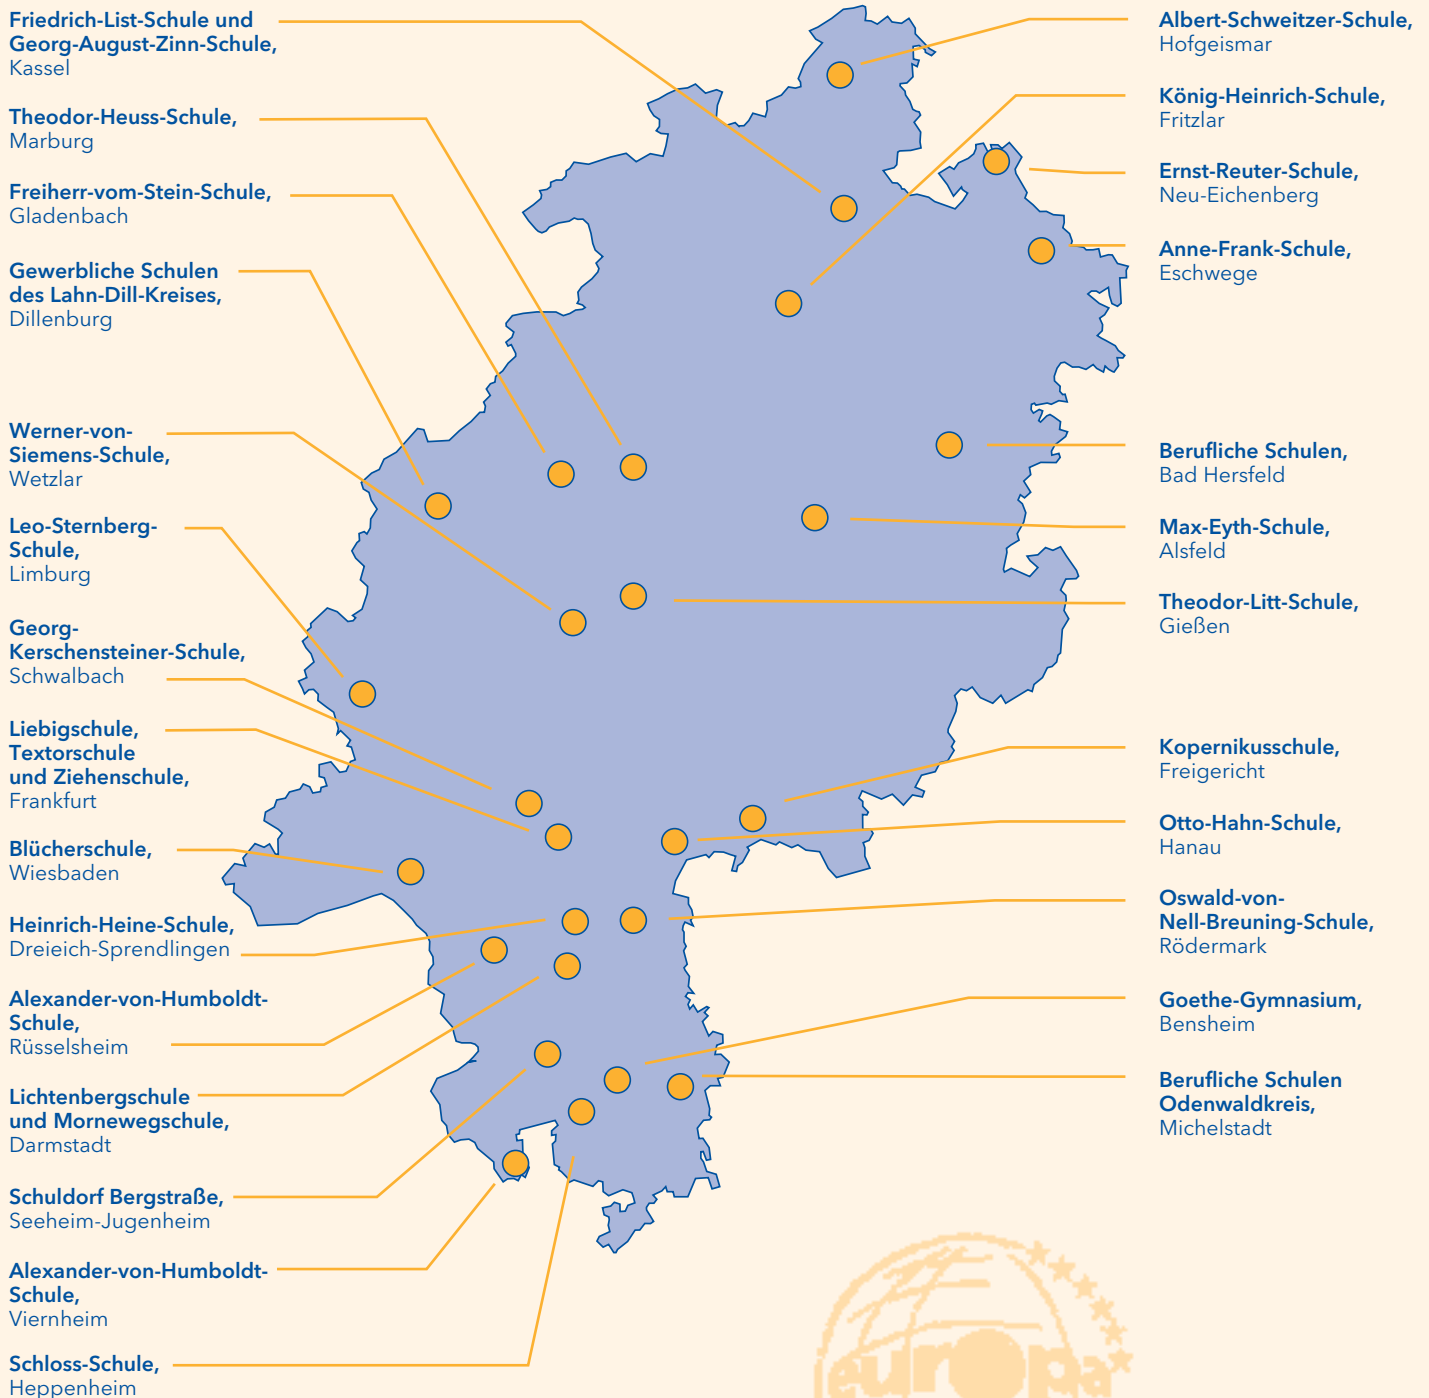 Friedrich-List-Schule und
Georg-August-Zinn-Schule,
Kassel
Theodor-Heuss-Schule,
Marburg
Freiherr-vom-Stein-Schule,
Gladenbach
Gewerbliche Schulen
des Lahn-Dill-Kreises,
Dillenburg
Werner-von-
Siemens-Schule,
Wetzlar
Leo-Sternberg-
Schule,
Limburg
Georg-
Kerschensteiner-Schule,
Schwalbach
Liebigschule,
Textorschule
und Ziehenschule,
Frankfurt
Blücherschule,
Wiesbaden
Heinrich-Heine-Schule,
Dreieich-Sprendlingen
Alexander-von-Humboldt-
Schule,
Rüsselsheim
Lichtenbergschule
und Mornewegschule,
Darmstadt
Schuldorf Bergstraße,
Seeheim-Jugenheim
Alexander-von-Humboldt-
Schule,
Viernheim
Schloss-Schule,
Heppenheim
Albert-Schweitzer-Schule,
Hofgeismar
König-Heinrich-Schule,
Fritzlar
Ernst-Reuter-Schule,
Neu-Eichenberg
Anne-Frank-Schule,
Eschwege
Berufliche Schulen,
Bad Hersfeld
Max-Eyth-Schule,
Alsfeld
Theodor-Litt-Schule,
Gießen
Kopernikusschule,
Freigericht
Otto-Hahn-Schule,
Hanau
Oswald-von-
Nell-Breuning-Schule,
Rödermark
Goethe-Gymnasium,
Bensheim
Berufliche Schulen
Odenwaldkreis,
Michelstadt
europa